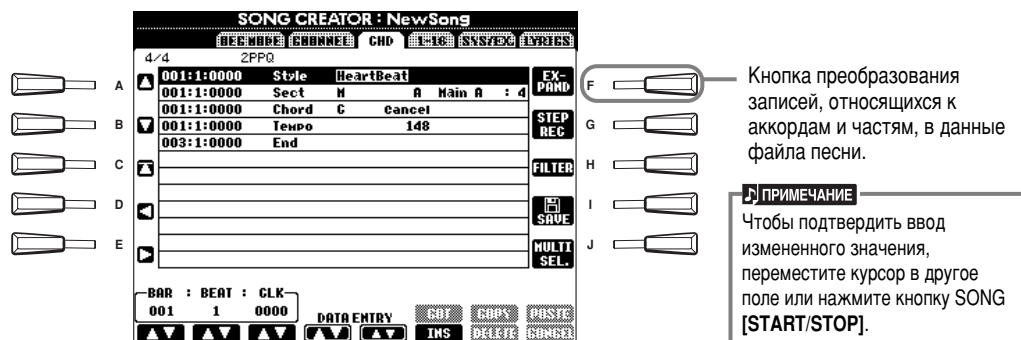 SONG CREATOR : NewSong
REC MODE CHANNEL CHD 1-16 SYS/EX. LYRICS
4/4 2PPQ
001:1:0000 Style HeartBeat
001:1:0000 Sect M A Main A : 4
001:1:0000 Chord C Cancel
001:1:0000 Tempo 148
003:1:0000 End
A
B
C
D
E
EX-
PAND
STEP
REC
FILTER
SAVE
MULTI
SEL.
F
G
H
I
J
BAR : BEAT : CLK
001 1 0000
DATA ENTRY
CUT COPY PASTE
INS DELETE CANCEL
Кнопка преобразования
записей, относящихся к
аккордам и частям, в данные
файла песни.
ПРИМЕЧАНИЕ
Чтобы подтвердить ввод
измененного значения,
переместите курсор в другое
поле или нажмите кнопку SONG
[START/STOP].